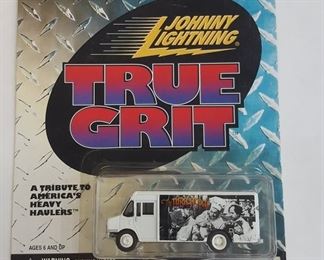 JOHNNY
LIGHTNING
TRUE
GRIT
A TRIBUTE TO
AMERICA'S
HEAVY
HAULERS™
AGES 6 AND UP
WARNING